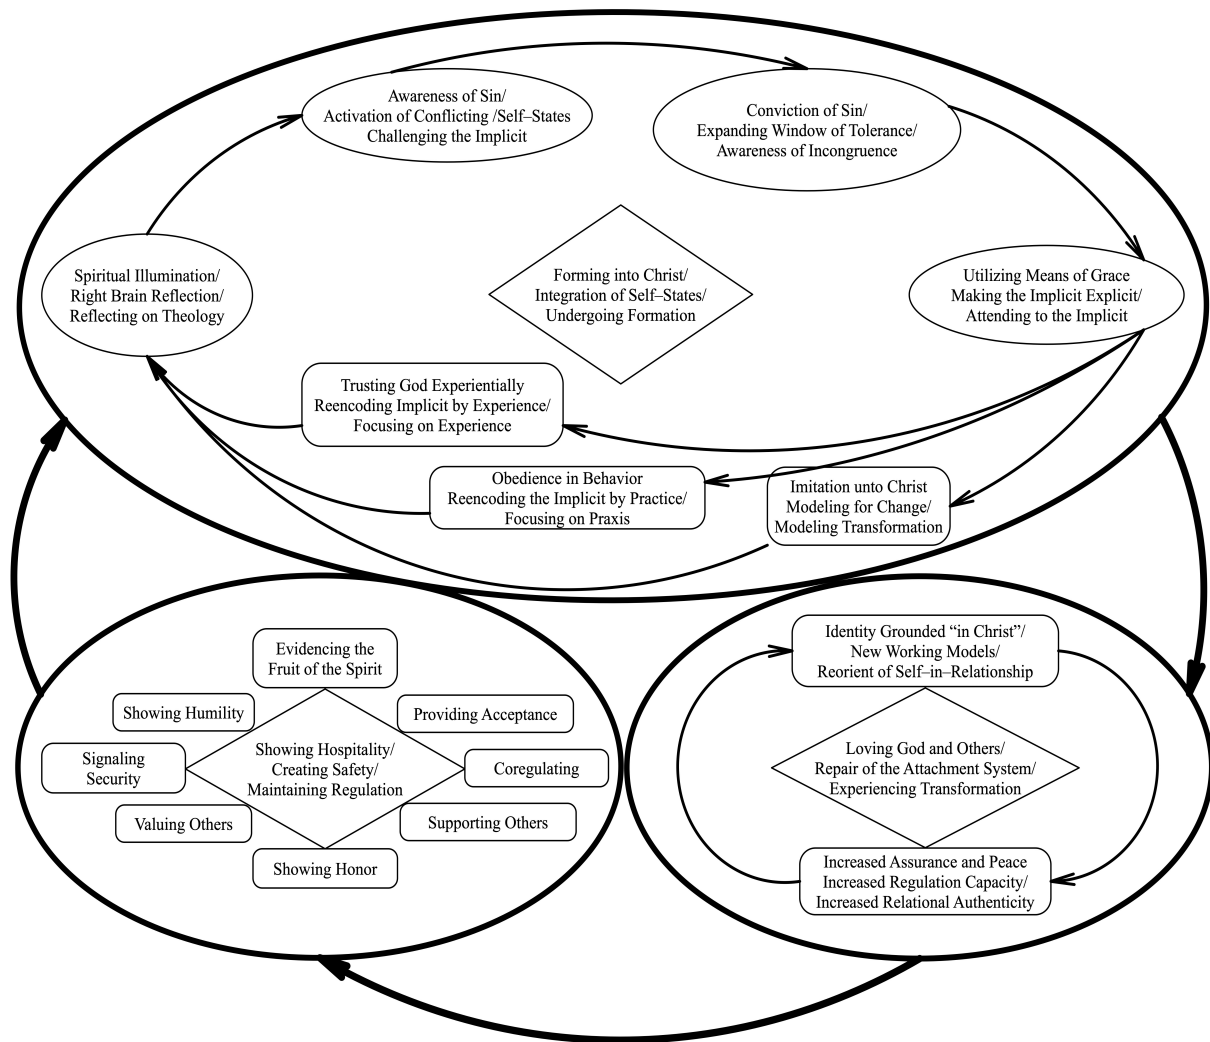 Awareness of Sin/
Activation of Conflicting /Self–States
Challenging the Implicit
Conviction of Sin/
Expanding Window of Tolerance/
Awareness of Incongruence
Spiritual Illumination/
Right Brain Reflection/
Reflecting on Theology
Forming into Christ/
Integration of Self–States/
Undergoing Formation
Utilizing Means of Grace
Making the Implicit Explicit/
Attending to the Implicit
Trusting God Experientially
Reencoding Implicit by Experience/
Focusing on Experience
Obedience in Behavior
Reencoding the Implicit by Practice/
Focusing on Praxis
Imitation unto Christ
Modeling for Change/
Modeling Transformation
Evidencing the
Fruit of the Spirit
Showing Humility
Providing Acceptance
Signaling
Security
Showing Hospitality/
Creating Safety/
Maintaining Regulation
Coregulating
Valuing Others
Supporting Others
Showing Honor
Identity Grounded “in Christ”/
New Working Models/
Reorient of Self–in–Relationship
Loving God and Others/
Repair of the Attachment System/
Experiencing Transformation
Increased Assurance and Peace
Increased Regulation Capacity/
Increased Relational Authenticity